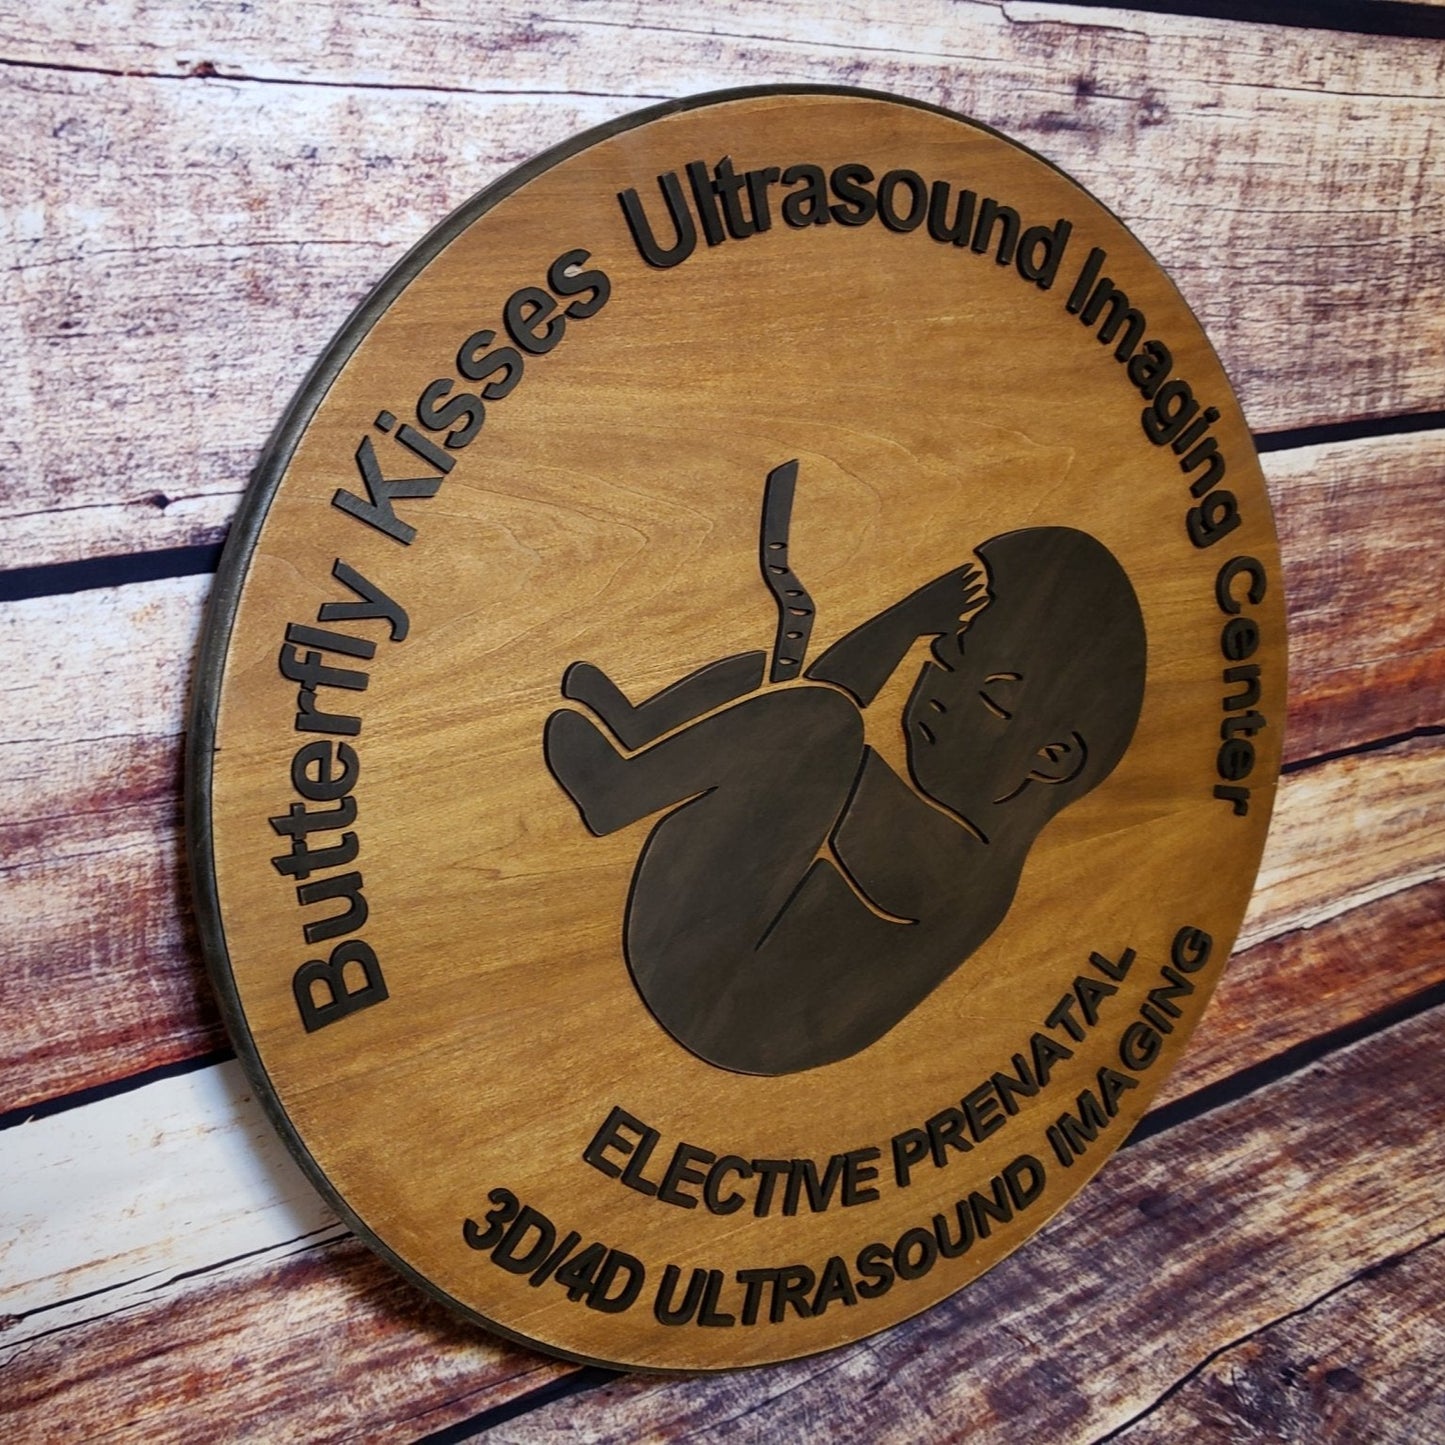 Butterfly Kisses Ultrasound Imaging Center
ELECTIVE PRENATAL
3D/4D ULTRASOUND IMAGING